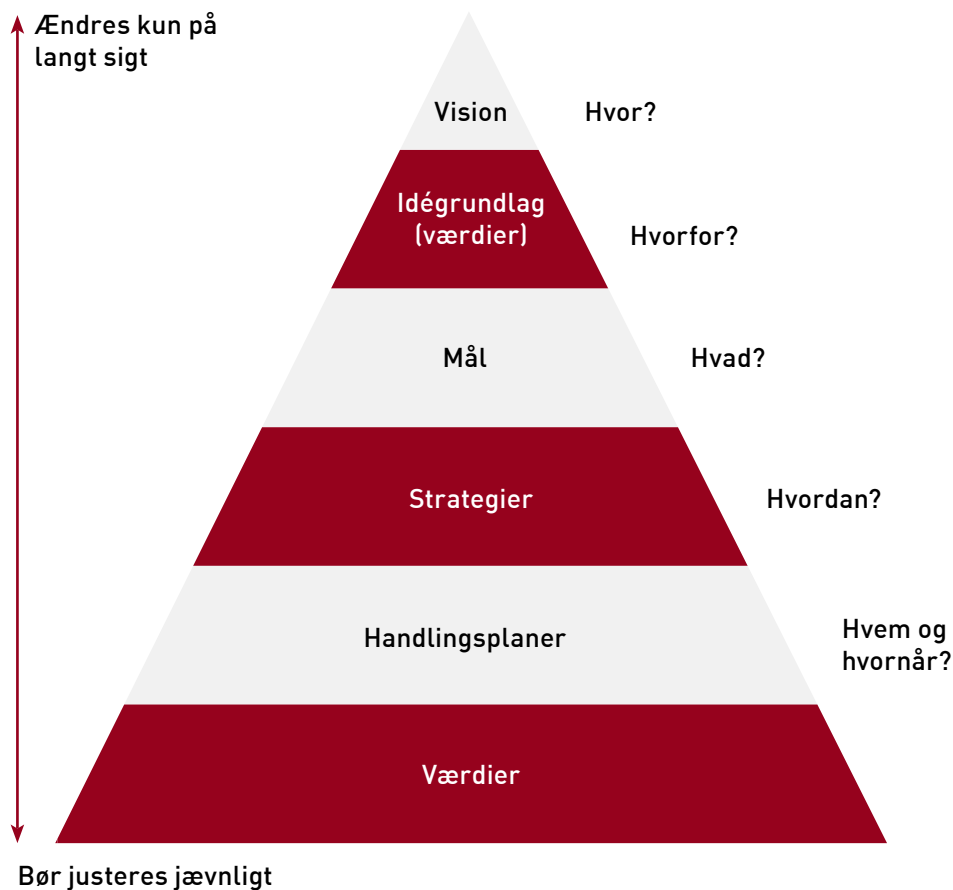 Ændres kun på
langt sigt
Vision
Hvor?
Idégrundlag
(værdier)
Hvorfor?
Mål
Hvad?
Strategier
Hvordan?
Handlingsplaner
Hvem og
hvornår?
Værdier
Bør justeres jævnligt